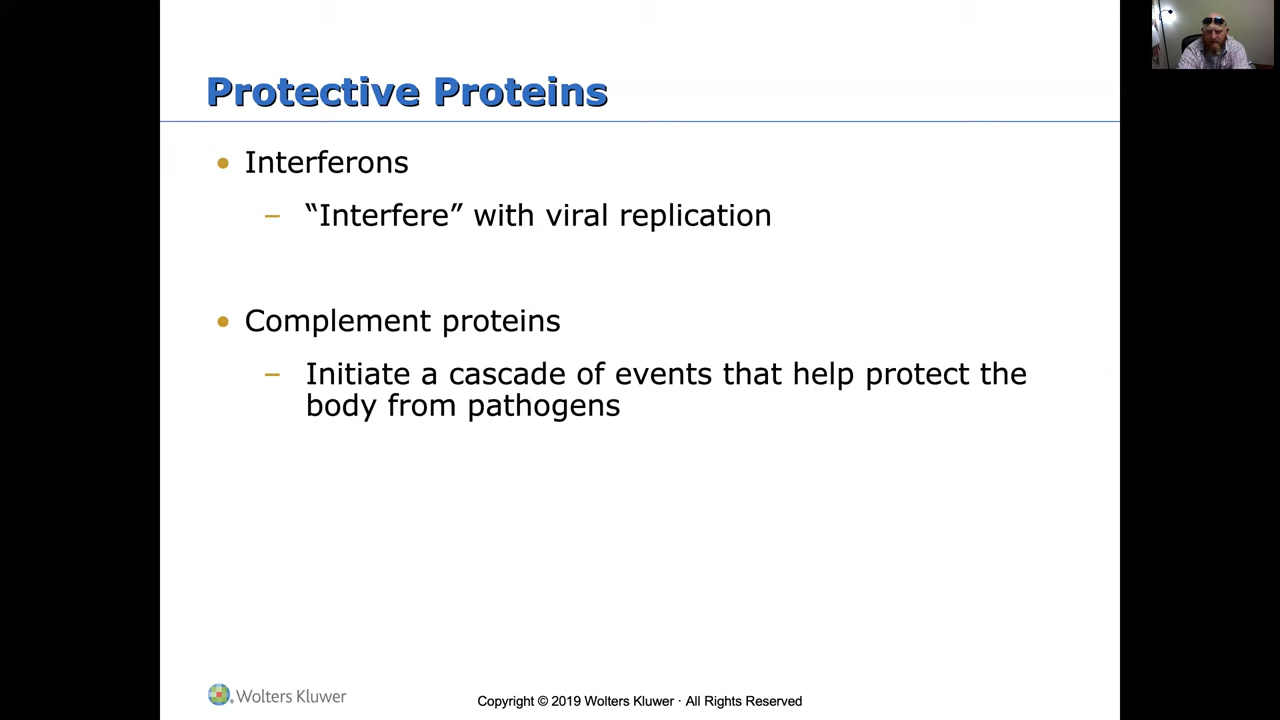 Protective Proteins
• Interferons
– “Interfere” with viral replication
• Complement proteins
– Initiate a cascade of events that help protect the
body from pathogens
Wolters Kluwer
Copyright © 2019 Wolters Kluwer · All Rights Reserved